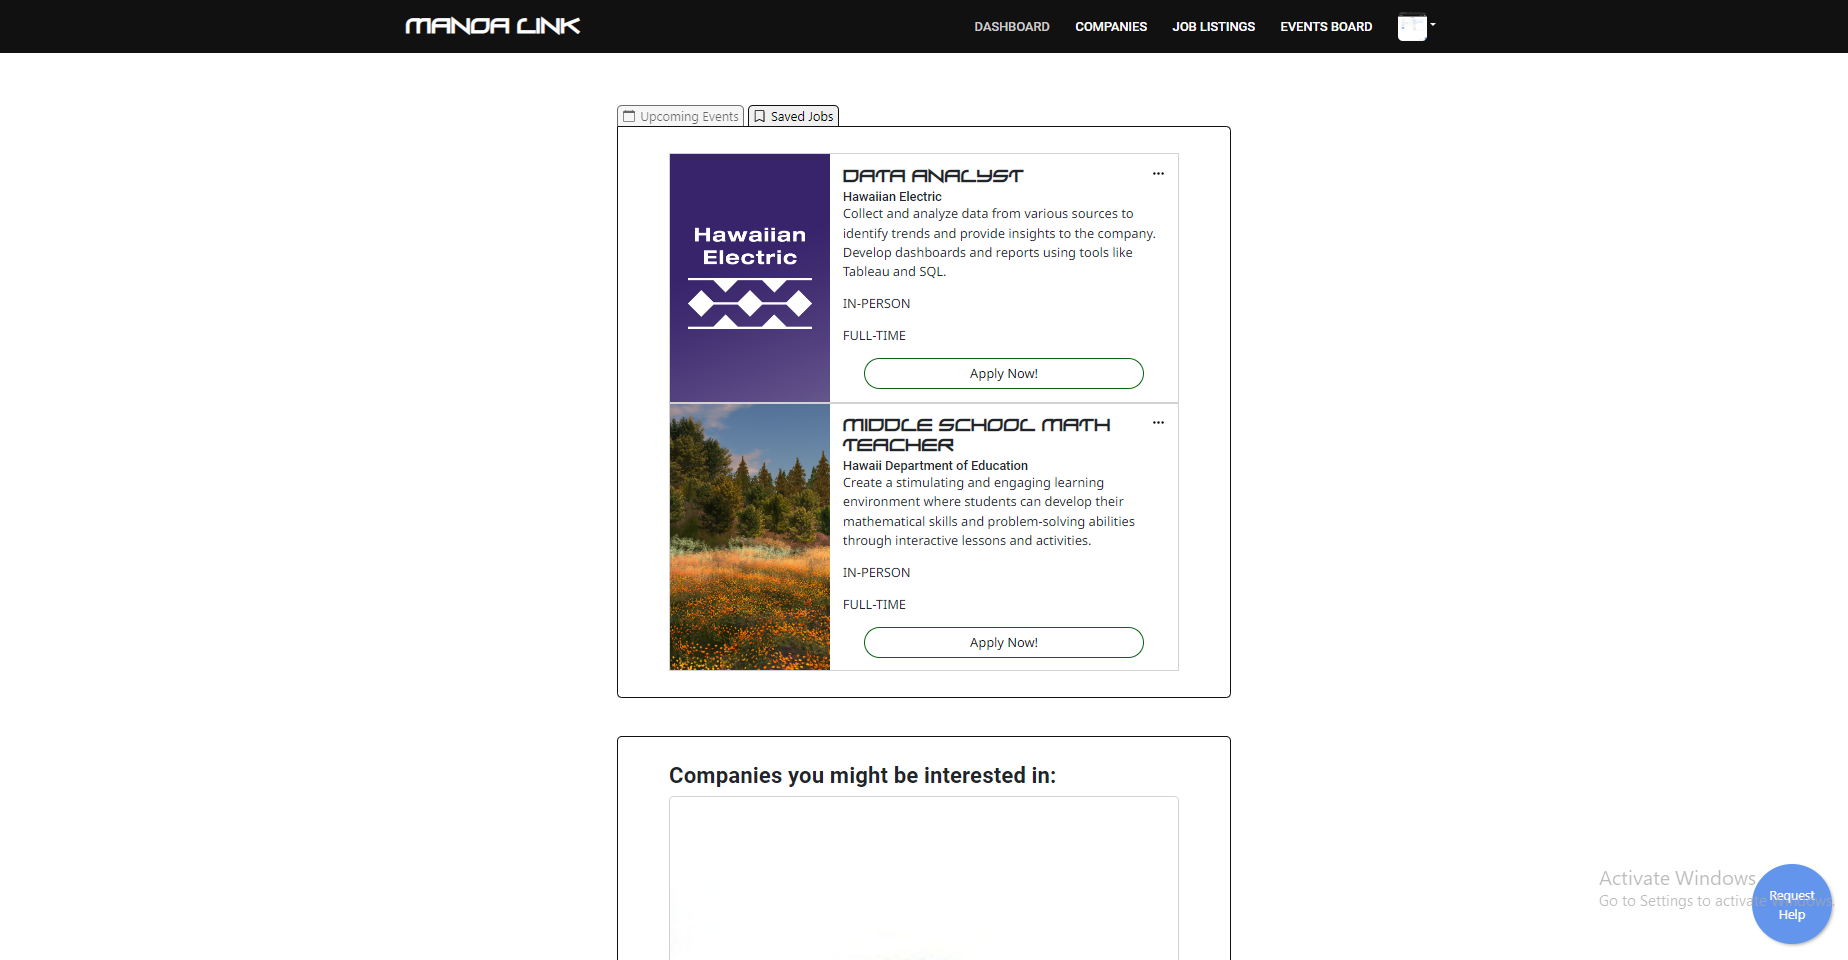 MANOA LINK
DASHBOARD
COMPANIES
JOB LISTINGS
EVENTS BOARD
Upcoming Events
Saved Jobs
Hawaiian
Electric
DATA ANALYST
Hawaiian Electric
Collect and analyze data from various sources to
identify trends and provide insights to the company.
Develop dashboards and reports using tools like
Tableau and SQL.
IN-PERSON
FULL-TIME
Apply Now!
MIDDLE SCHOOL MATH
TEACHER
Hawaii Department of Education
Create a stimulating and engaging learning
environment where students can develop their
mathematical skills and problem-solving abilities
through interactive lessons and activities.
IN-PERSON
FULL-TIME
Apply Now!
Companies you might be interested in:
Activate Windows
Go to Settings to activate Windows.
Request
Help